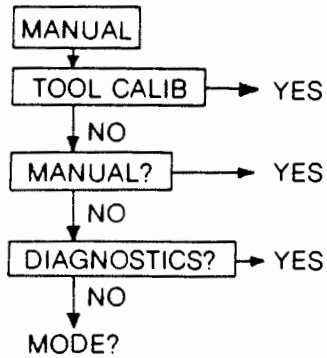 MANUAL
TOOL CALIB YES
NO
MANUAL? YES
NO
DIAGNOSTICS? YES
NO
MODE?